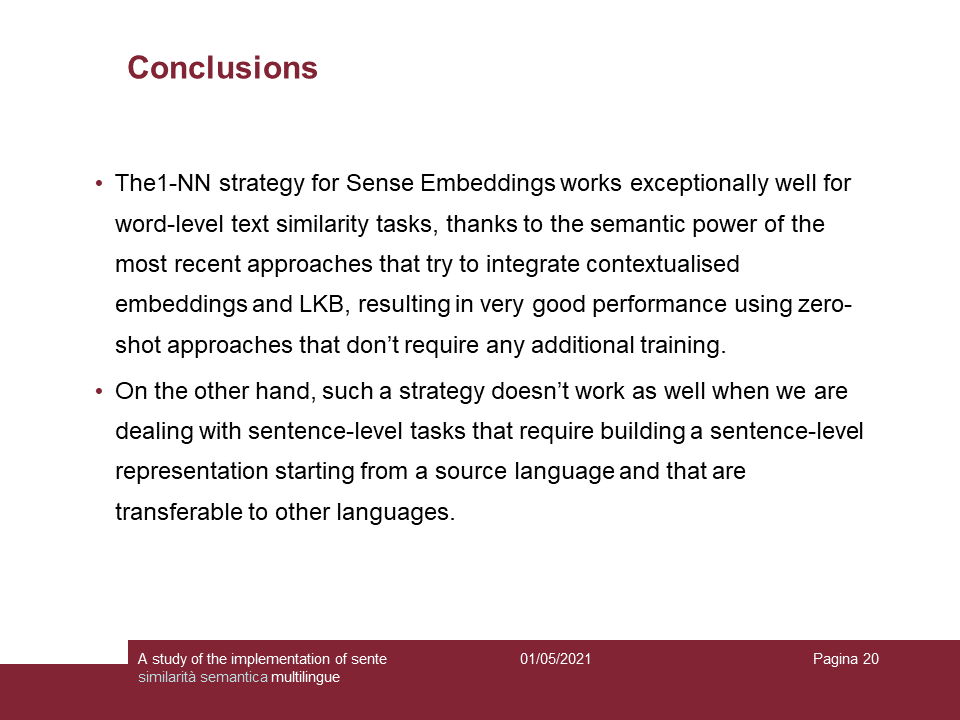 Conclusions
• The1-NN strategy for Sense Embeddings works exceptionally well for
word-level text similarity tasks, thanks to the semantic power of the
most recent approaches that try to integrate contextualised
embeddings and LKB, resulting in very good performance using zero-
shot approaches that don’t require any additional training.
• On the other hand, such a strategy doesn’t work as well when we are
dealing with sentence-level tasks that require building a sentence-level
representation starting from a source language and that are
transferable to other languages.
A study of the implementation of sente
similarità semantica multilingue
01/05/2021
Pagina 20